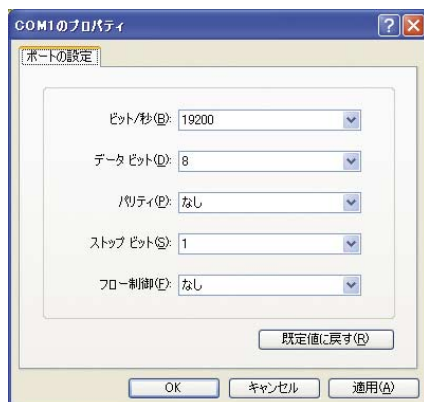 COM1のプロパティ
ポートの設定
ビット/秒(B): 19200
データ ビット(D): 8
パリティ(P): なし
ストップ ビット(S): 1
フロー制御(F): なし
既定値に戻す(R)
OK キャンセル 適用(A)